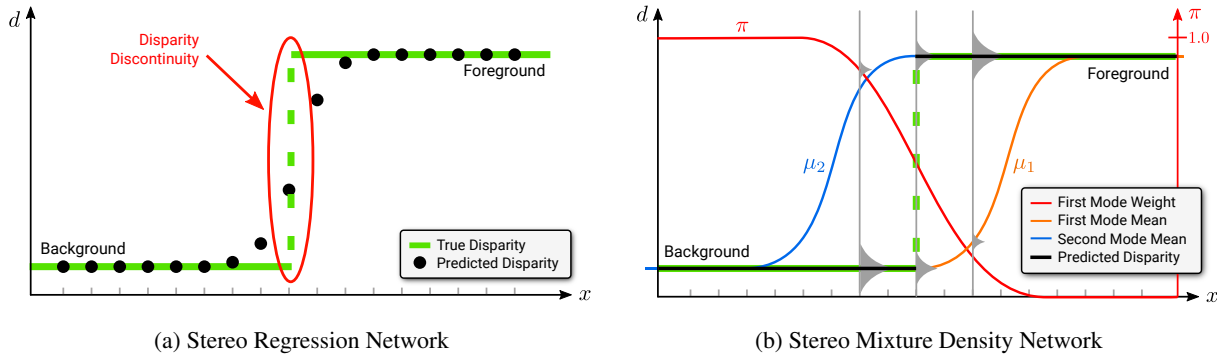 d
Disparity
Discontinuity
Foreground
Background
True Disparity
Predicted Disparity
x
(a) Stereo Regression Network
d
π
π
1.0
Foreground
μ2
μ1
First Mode Weight
First Mode Mean
Second Mode Mean
Predicted Disparity
Background
x
(b) Stereo Mixture Density Network